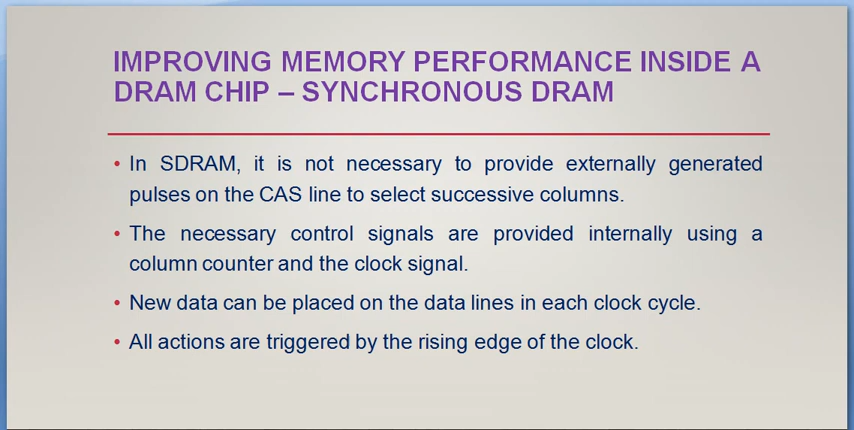 IMPROVING MEMORY PERFORMANCE INSIDE A
DRAM CHIP – SYNCHRONOUS DRAM
• In SDRAM, it is not necessary to provide externally generated
pulses on the CAS line to select successive columns.
• The necessary control signals are provided internally using a
column counter and the clock signal.
• New data can be placed on the data lines in each clock cycle.
• All actions are triggered by the rising edge of the clock.